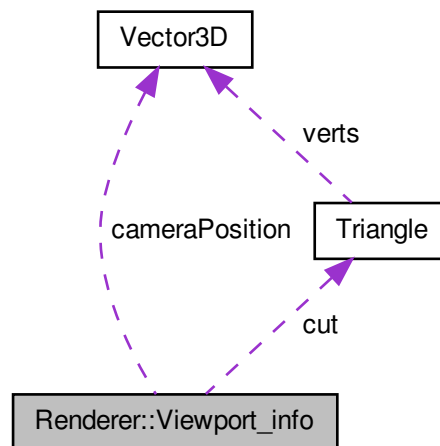 Vector3D
verts
cameraPosition
Triangle
cut
Renderer::Viewport_info